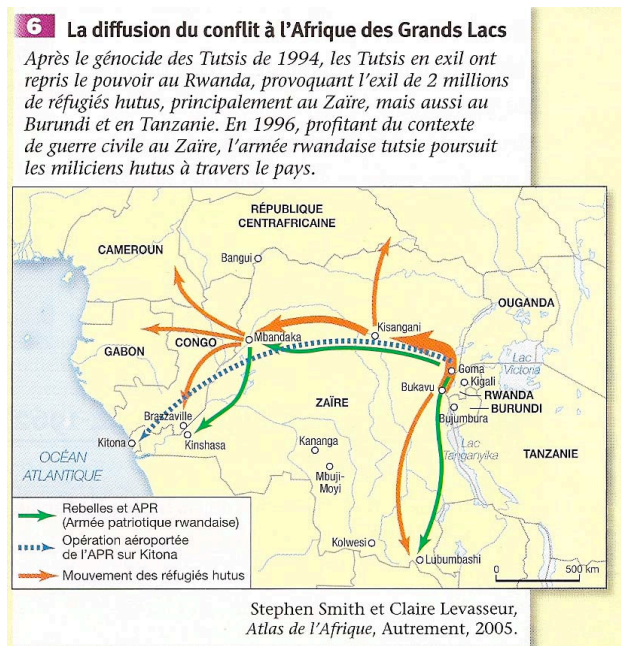 6 La diffusion du conflit à l'Afrique des Grands Lacs
Après le génocide des Tutsis de 1994, les Tutsis en exil ont
repris le pouvoir au Rwanda, provoquant l'exil de 2 millions
de réfugiés hutus, principalement au Zaïre, mais aussi au
Burundi et en Tanzanie. En 1996, profitant du contexte
de guerre civile au Zaïre, l'armée rwandaise tutsie poursuit
les miliciens hutus à travers le pays.
RÉPUBLIQUE
CENTRAFRICAINE
CAMEROUN
Bangui
OUGANDA
Kisangani
Mbandaka
CONGO
GABON
Lac
Victoria
Goma
Kigali
Bukavu
RWANDA
BURUNDI
Bujumbura
ZAÏRE
Brazzaville
Kitona
Kinshasa
Kananga
Mbuji-
Moyi
Lac
Tanganyika
TANZANIE
OCÉAN
ATLANTIQUE
Kolwesi
Lubumbashi
0 500 km
Rebelles et APR
(Armée patriotique rwandaise)
Opération aéroportée
de l'APR sur Kitona
Mouvement des réfugiés hutus
Stephen Smith et Claire Levasseur,
Atlas de l'Afrique, Autrement, 2005.